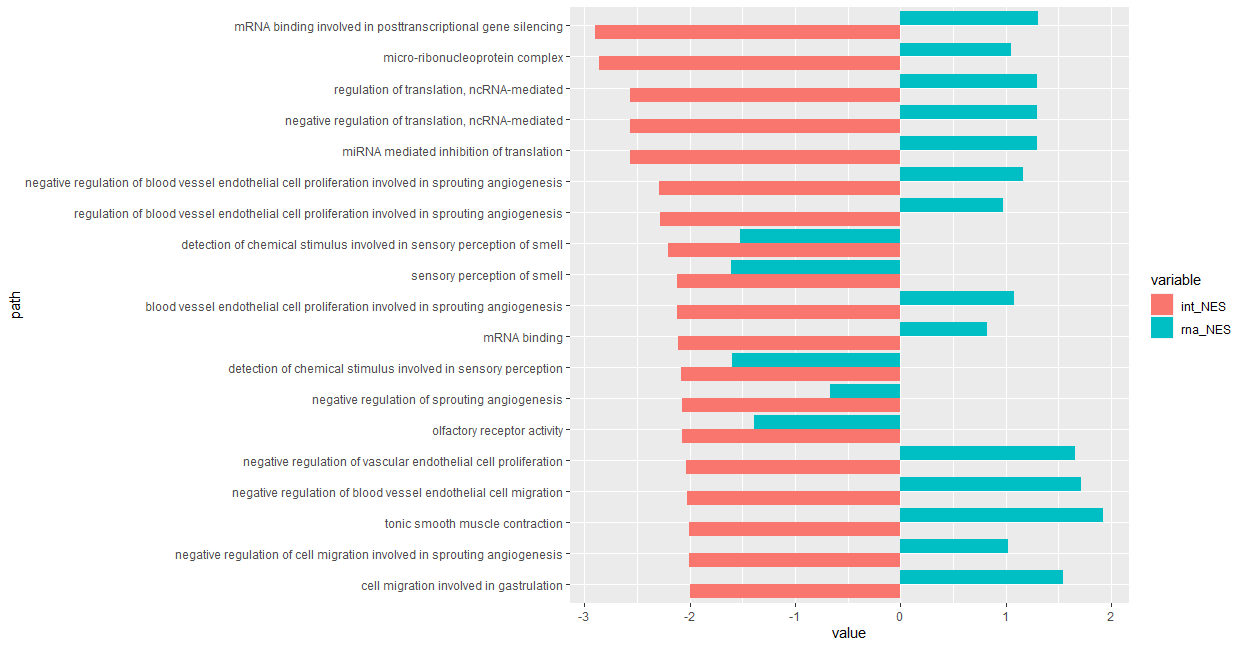 mRNA binding involved in posttranscriptional gene silencing
micro-ribonucleoprotein complex
regulation of translation, ncRNA-mediated
negative regulation of translation, ncRNA-mediated
miRNA mediated inhibition of translation
negative regulation of blood vessel endothelial cell proliferation involved in sprouting angiogenesis
regulation of blood vessel endothelial cell proliferation involved in sprouting angiogenesis
detection of chemical stimulus involved in sensory perception of smell
sensory perception of smell
blood vessel endothelial cell proliferation involved in sprouting angiogenesis
mRNA binding
detection of chemical stimulus involved in sensory perception
negative regulation of sprouting angiogenesis
olfactory receptor activity
negative regulation of vascular endothelial cell proliferation
negative regulation of blood vessel endothelial cell migration
tonic smooth muscle contraction
negative regulation of cell migration involved in sprouting angiogenesis
cell migration involved in gastrulation
path
-3 -2 -1 0 1 2
value
variable
int_NES
rna_NES